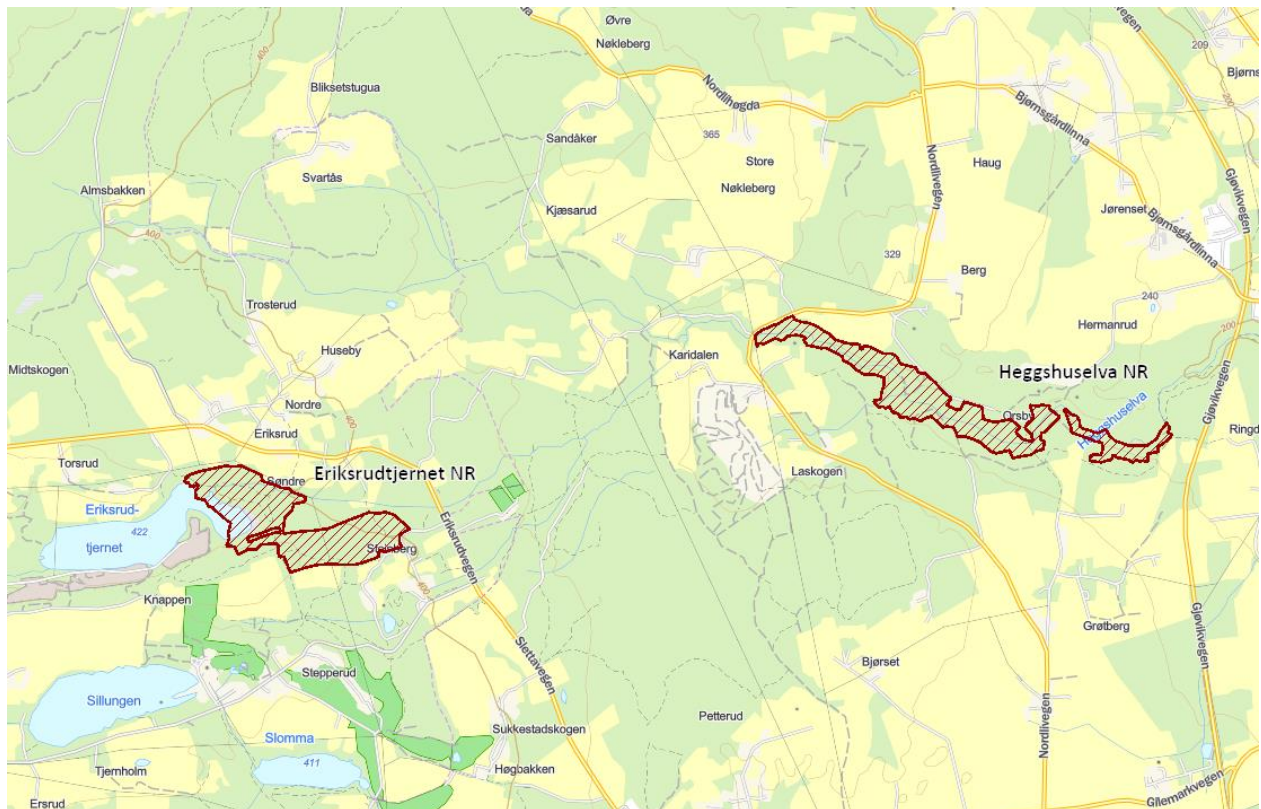 Øvre
Nøkleberg
209
Bjørns
Bliksetstugua
Nordlihøgda
Bjørnsgårdlinna
365
Sandåker
Store
Nøkleberg
Haug
Nordlivegen
Gjøvikvegen
Svartås
Almsbakken
400
400
Kjæsarud
Jørenset
Bjørnsgårdlinna
329
Berg
Trosterud
240
Hermanrud
200
Huseby
Karidalen
Midtskogen
Heggshuselva NR
Nordre
Orsby
Heggshuselva
Gjøvikvegen
Eriksrud
Ringd
Torsrud
Søndre
Eriksrudtjernet NR
Laskogen
Eriksrud-
422
tjernet
Eriksrudvegen
Steinberg
400
Knappen
Grøtberg
Gjøvikvegen
Slettavegen
Stepperud
Bjørset
Sillungen
Petterud
Nordlivegen
Slomma
Sukkestadskogen
411
Tjernholm
Høgbakken
Gilemarkvegen
Ersrud